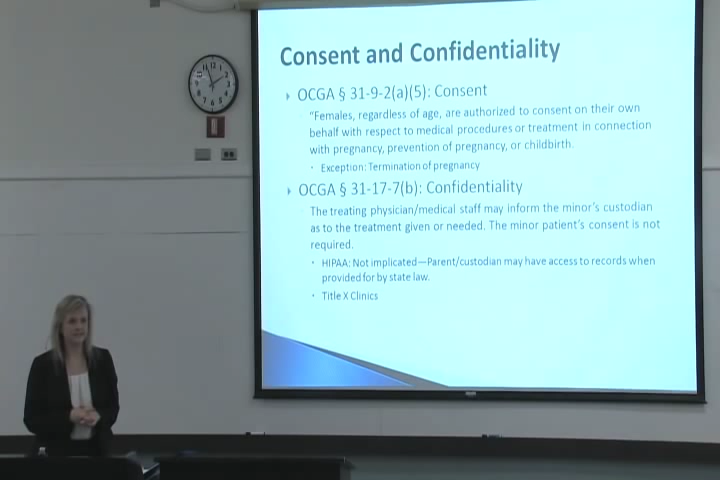 Consent and Confidentiality
OCGA § 31-9-2(a)(5): Consent
"Females, regardless of age, are authorized to consent on their own
behalf with respect to medical procedures or treatment in connection
with pregnancy, prevention of pregnancy, or childbirth.
Exception: Termination of pregnancy
OCGA § 31-17-7(b): Confidentiality
The treating physician/medical staff may inform the minor's custodian
as to the treatment given or needed. The minor patient's consent is not
required.
HIPAA: Not implicated—Parent/custodian may have access to records when
provided for by state law.
Title X Clinics